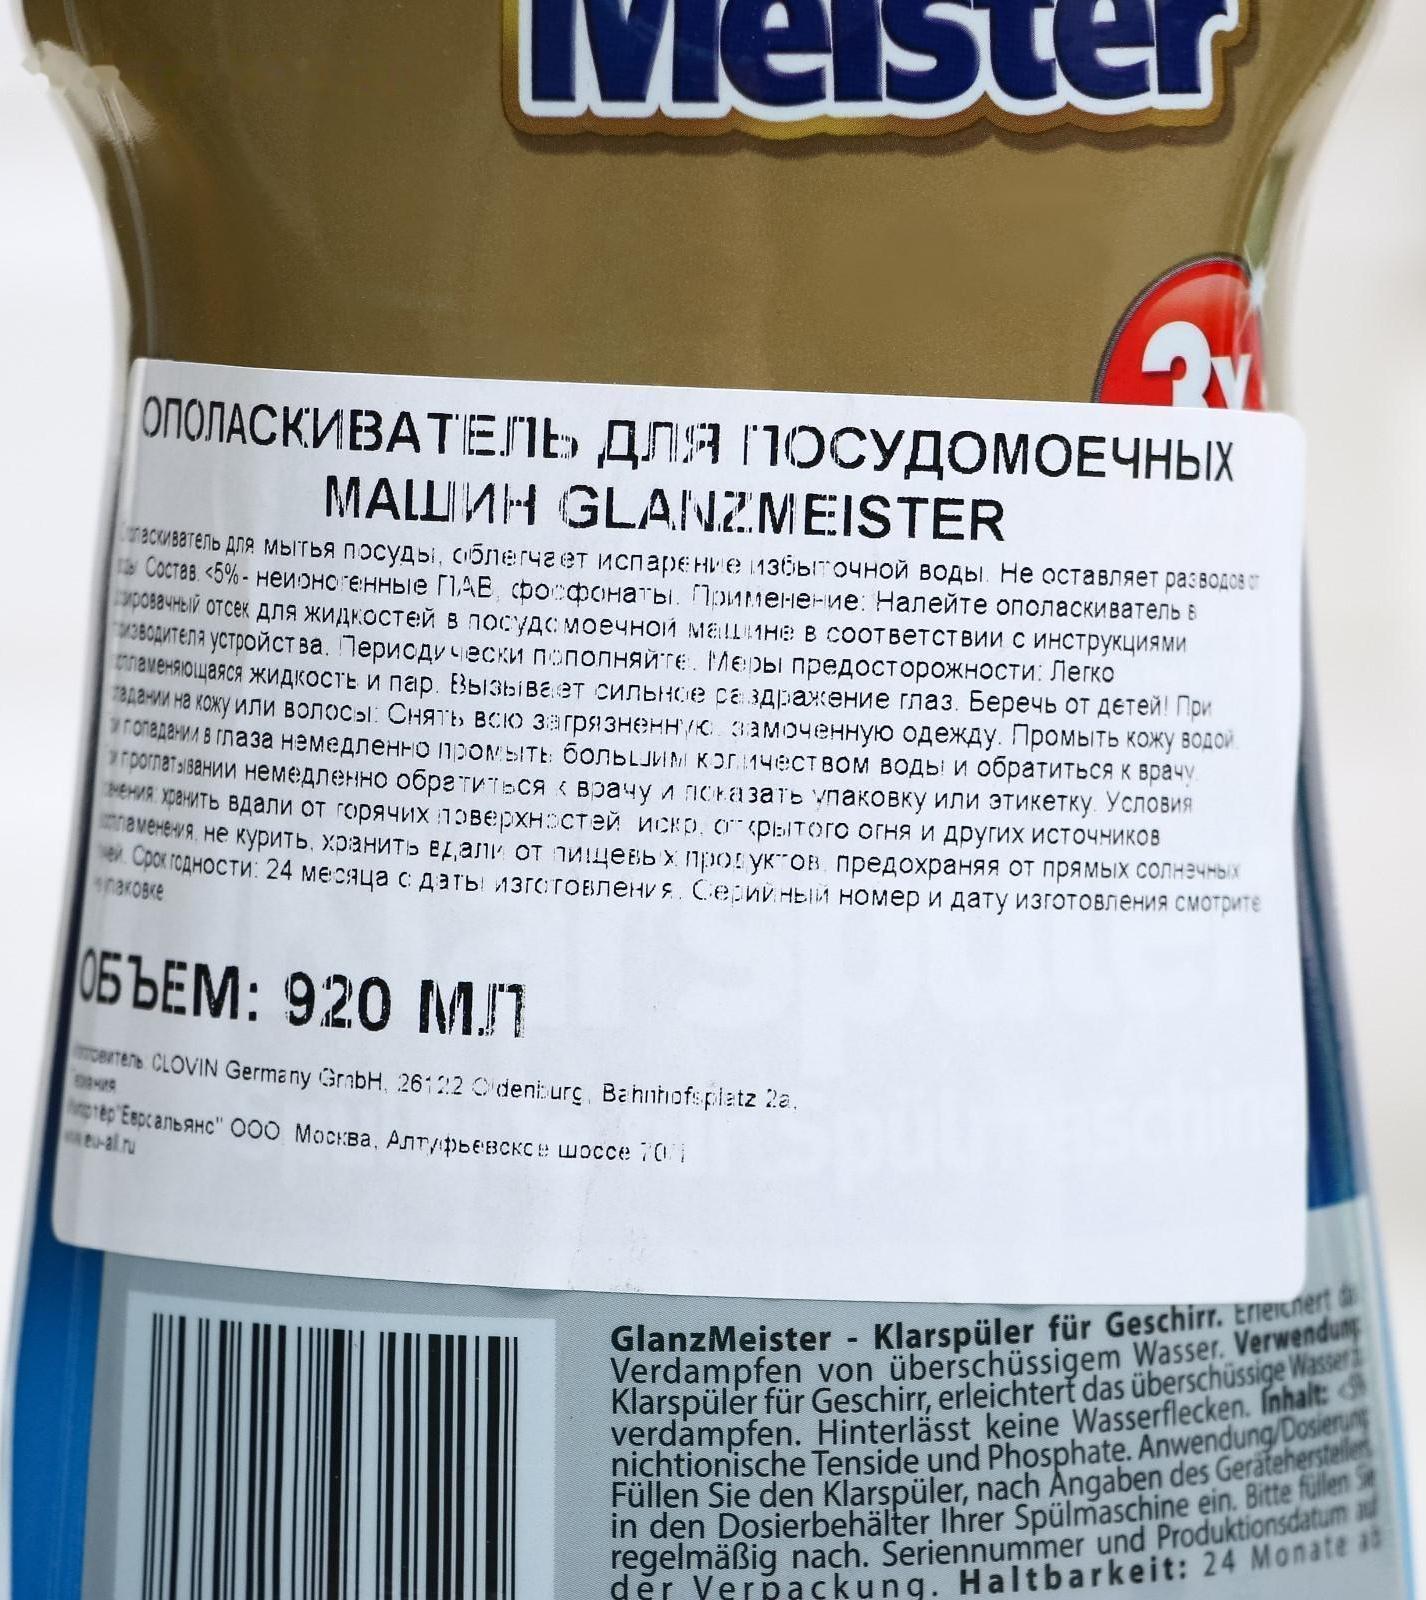 Meister
3x
ОПОЛАСКИВАТЕЛЬ ДЛЯ ПОСУДОМОЕЧНЫХ
МАШИН GLANZMEISTER
Ополаскиватель для мытья посуды, облегчает испарение избыточной воды. Не оставляет разводов от
воды. Состав: <5% - неионогенные ПАВ, фосфонаты. Применение: Налейте ополаскиватель в
дозировачный отсек для жидкостей в посудомоечной машине в соответствии с инструкциями
производителя устройства. Периодически пополняйте. Меры предосторожности: Легко
воспламеняющаяся жидкость и пар. Вызывает сильное раздражение глаз. Беречь от детей! При
попадании на кожу или волосы: Снять всю загрязненную, замоченную одежду. Промыть кожу водой.
При попадании в глаза немедленно промыть большим количеством воды и обратиться к врачу.
При проглатывании немедленно обратиться к врачу и показать упаковку или этикетку. Условия
хранения: хранить вдали от горячих поверхностей, искр, открытого огня и других источников
воспламенения, не курить, хранить вдали от пищевых продуктов, предохраняя от прямых солнечных
лучей. Срок годности: 24 месяца с даты изготовления. Серийный номер и дату изготовления смотрите
на упаковке
ОБЪЕМ: 920 МЛ
Изготовитель: CLOVIN Germany GmbH, 26122 Oldenburg, Bahnhofsplatz 2a,
Германия
Импортёр "Евросальянс" ООО, Москва, Алтуфьевское шоссе
www.eu-all.ru
GlanzMeister - Klarspüler für Geschirr. Erleichert da
Verdampfen von überschüssigem Wasser. Verwendung:
Klarspüler für Geschirr, erleichtert das überschüssige Wasser z
verdampfen. Hinterlässt keine Wasserflecken. Inhalt: <5%
nichtionische Tenside und Phosphate. Anwendung/Dosierung:
Füllen Sie den Klarspüler, nach Angaben des Geräteherstellers
in den Dosierbehälter Ihrer Spülmaschine ein. Bitte füllen Sie
regelmäßig nach. Seriennummer und Produktionsdatum auf
der Verpackung. Haltbarkeit: 24 Monate ab